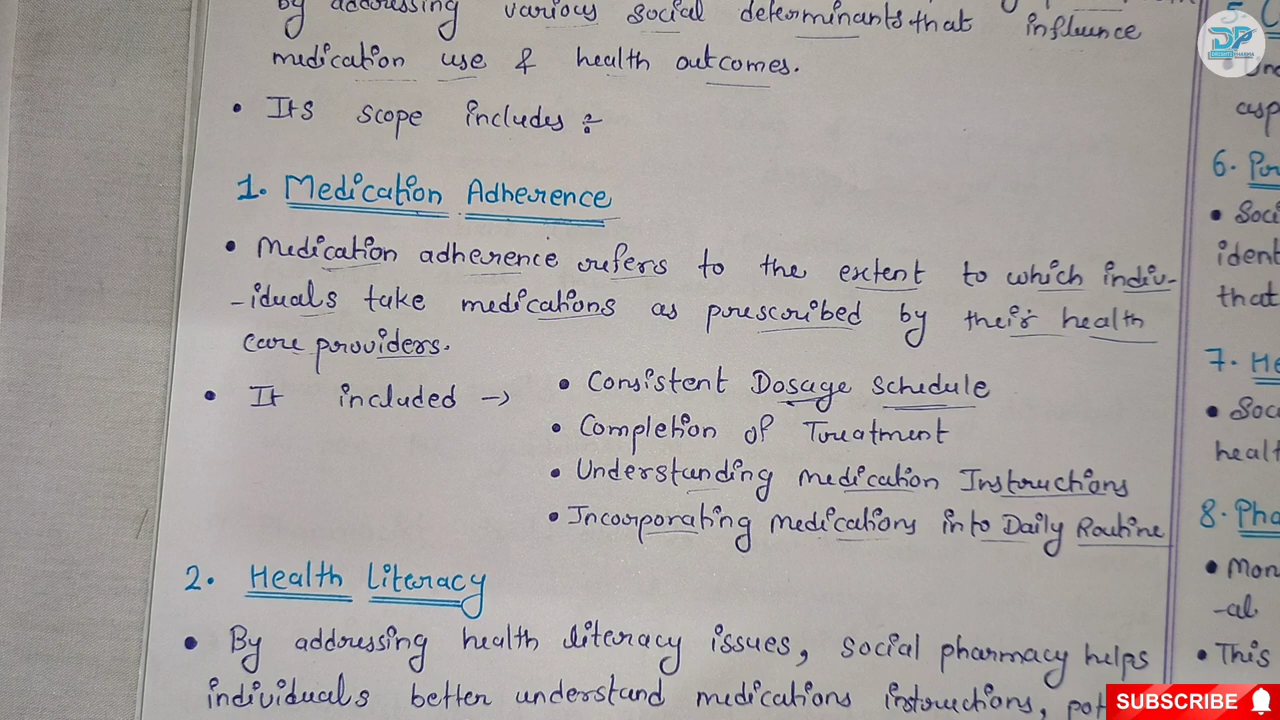 by addressing various social determinants that influence
medication use & health outcomes.
• Its scope includes :
1. Medication Adherence
• Medication adherence refers to the extent to which indiv-
-iduals take medications as prescribed by their health
care providers.
• It included → • Consistent Dosage Schedule
• Completion of Treatment
• Understanding medication Instructions
• Incorporating medications into Daily Routine
2. Health Literacy
• By addressing health literacy issues, social pharmacy helps
individuals better understand medications instructions,
5.
6.
• Soci
ident
that
7. He
• Soc
healt
8. Pha
• Mon
-al
• This
DP
SUBSCRIBE